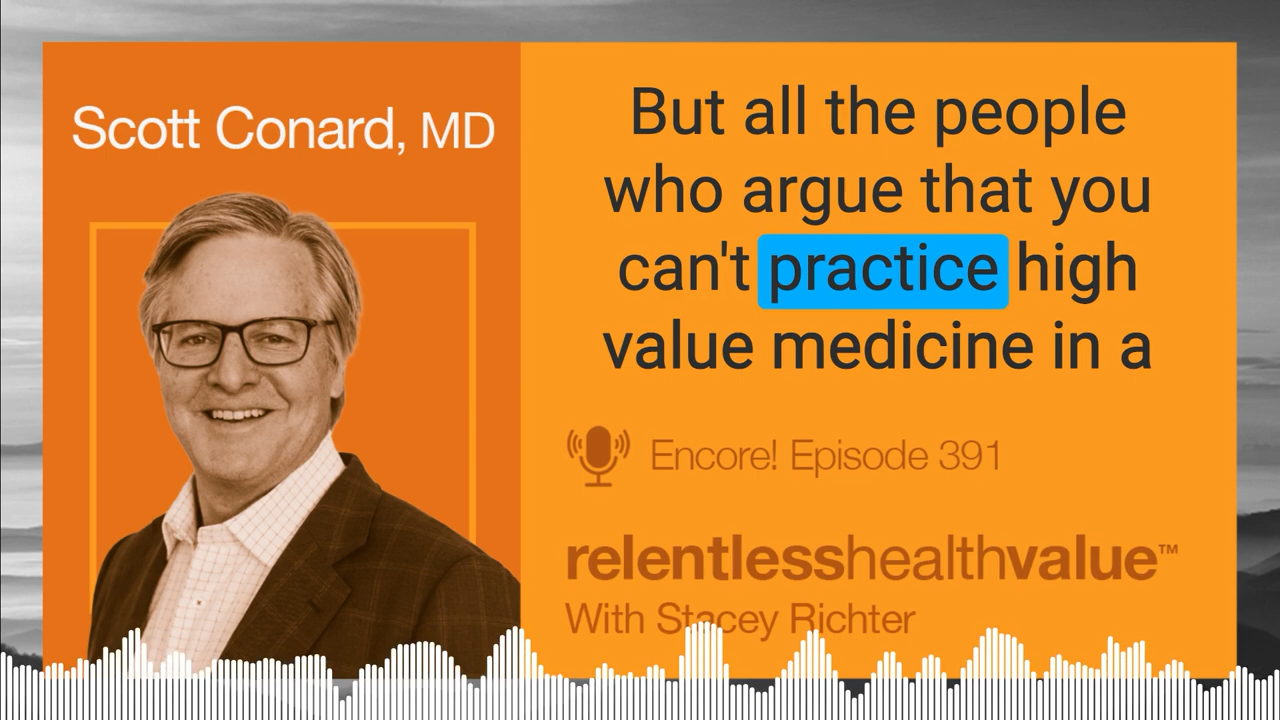 Scott Conard, MD
But all the people
who argue that you
can't practice high
value medicine in a
Encore! Episode 391
relentlesshealthvalue™
With Stacey Richter